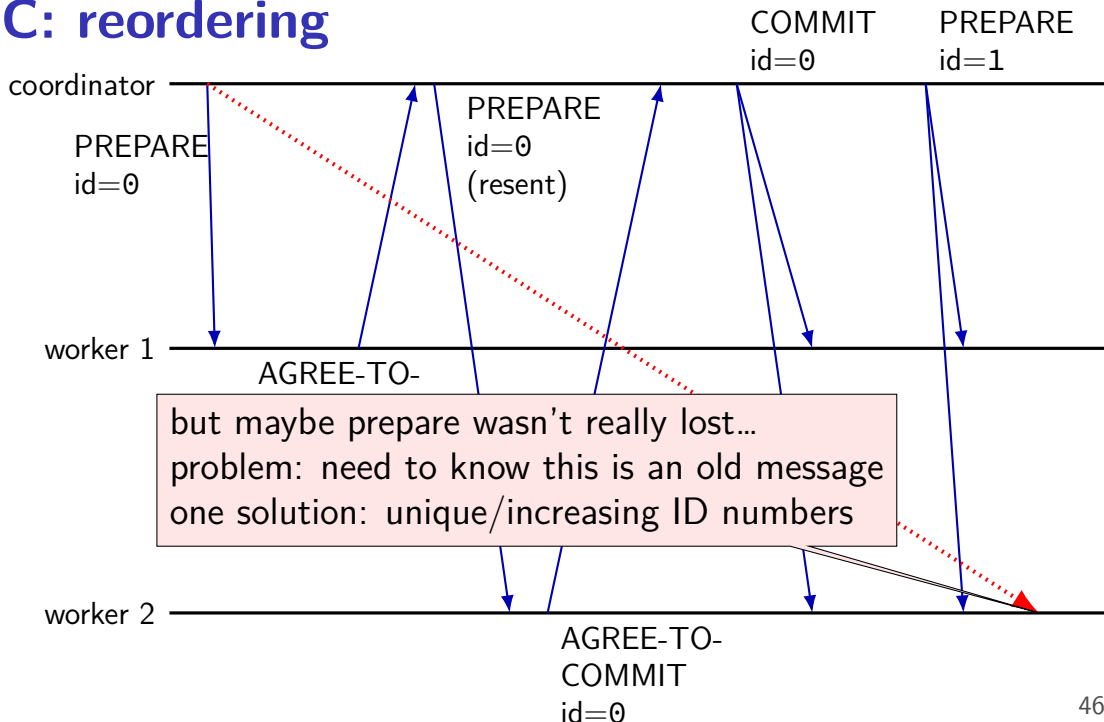 C: reordering
COMMIT
id=0
PREPARE
id=1
coordinator
PREPARE
id=0
PREPARE
id=0
(resent)
worker 1
AGREE-TO-
but maybe prepare wasn't really lost…
problem: need to know this is an old message
one solution: unique/increasing ID numbers
worker 2
AGREE-TO-
COMMIT
id=0
46